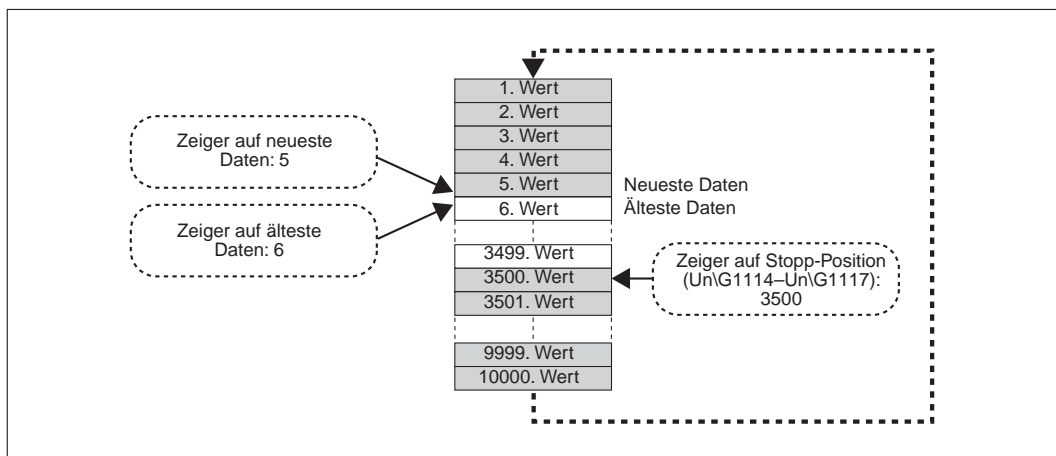 1. Wert
2. Wert
3. Wert
4. Wert
5. Wert
6. Wert
Zeiger auf neueste
Daten: 5
Zeiger auf älteste
Daten: 6
Neueste Daten
Älteste Daten
3499. Wert
3500. Wert
3501. Wert
Zeiger auf Stopp-Position
(Un\G1114–Un\G1117):
3500
9999. Wert
10000. Wert